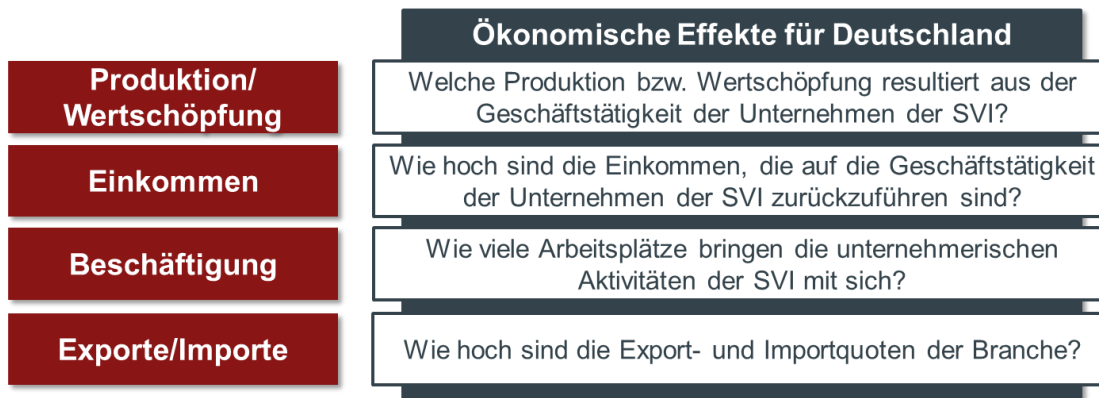 Ökonomische Effekte für Deutschland
Produktion/
Wertschöpfung
Welche Produktion bzw. Wertschöpfung resultiert aus der
Geschäftstätigkeit der Unternehmen der SVI?
Einkommen
Wie hoch sind die Einkommen, die auf die Geschäftstätigkeit
der Unternehmen der SVI zurückzuführen sind?
Beschäftigung
Wie viele Arbeitsplätze bringen die unternehmerischen
Aktivitäten der SVI mit sich?
Exporte/Importe
Wie hoch sind die Export- und Importquoten der Branche?